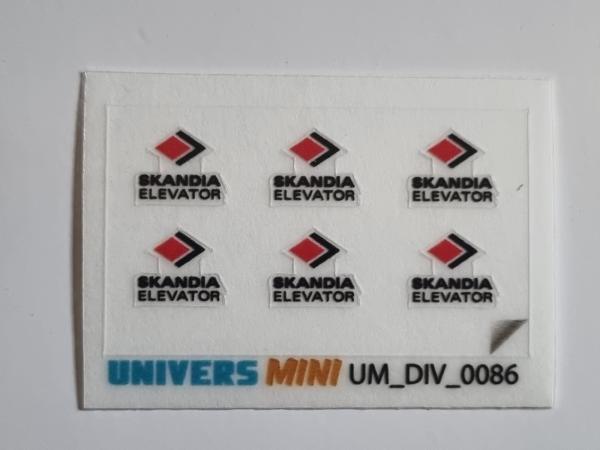 SKANDIA SKANDIA SKANDIA
ELEVATOR ELEVATOR ELEVATOR
SKANDIA SKANDIA SKANDIA
ELEVATOR ELEVATOR ELEVATOR
UNIVERS MINI UM_DIV_0086